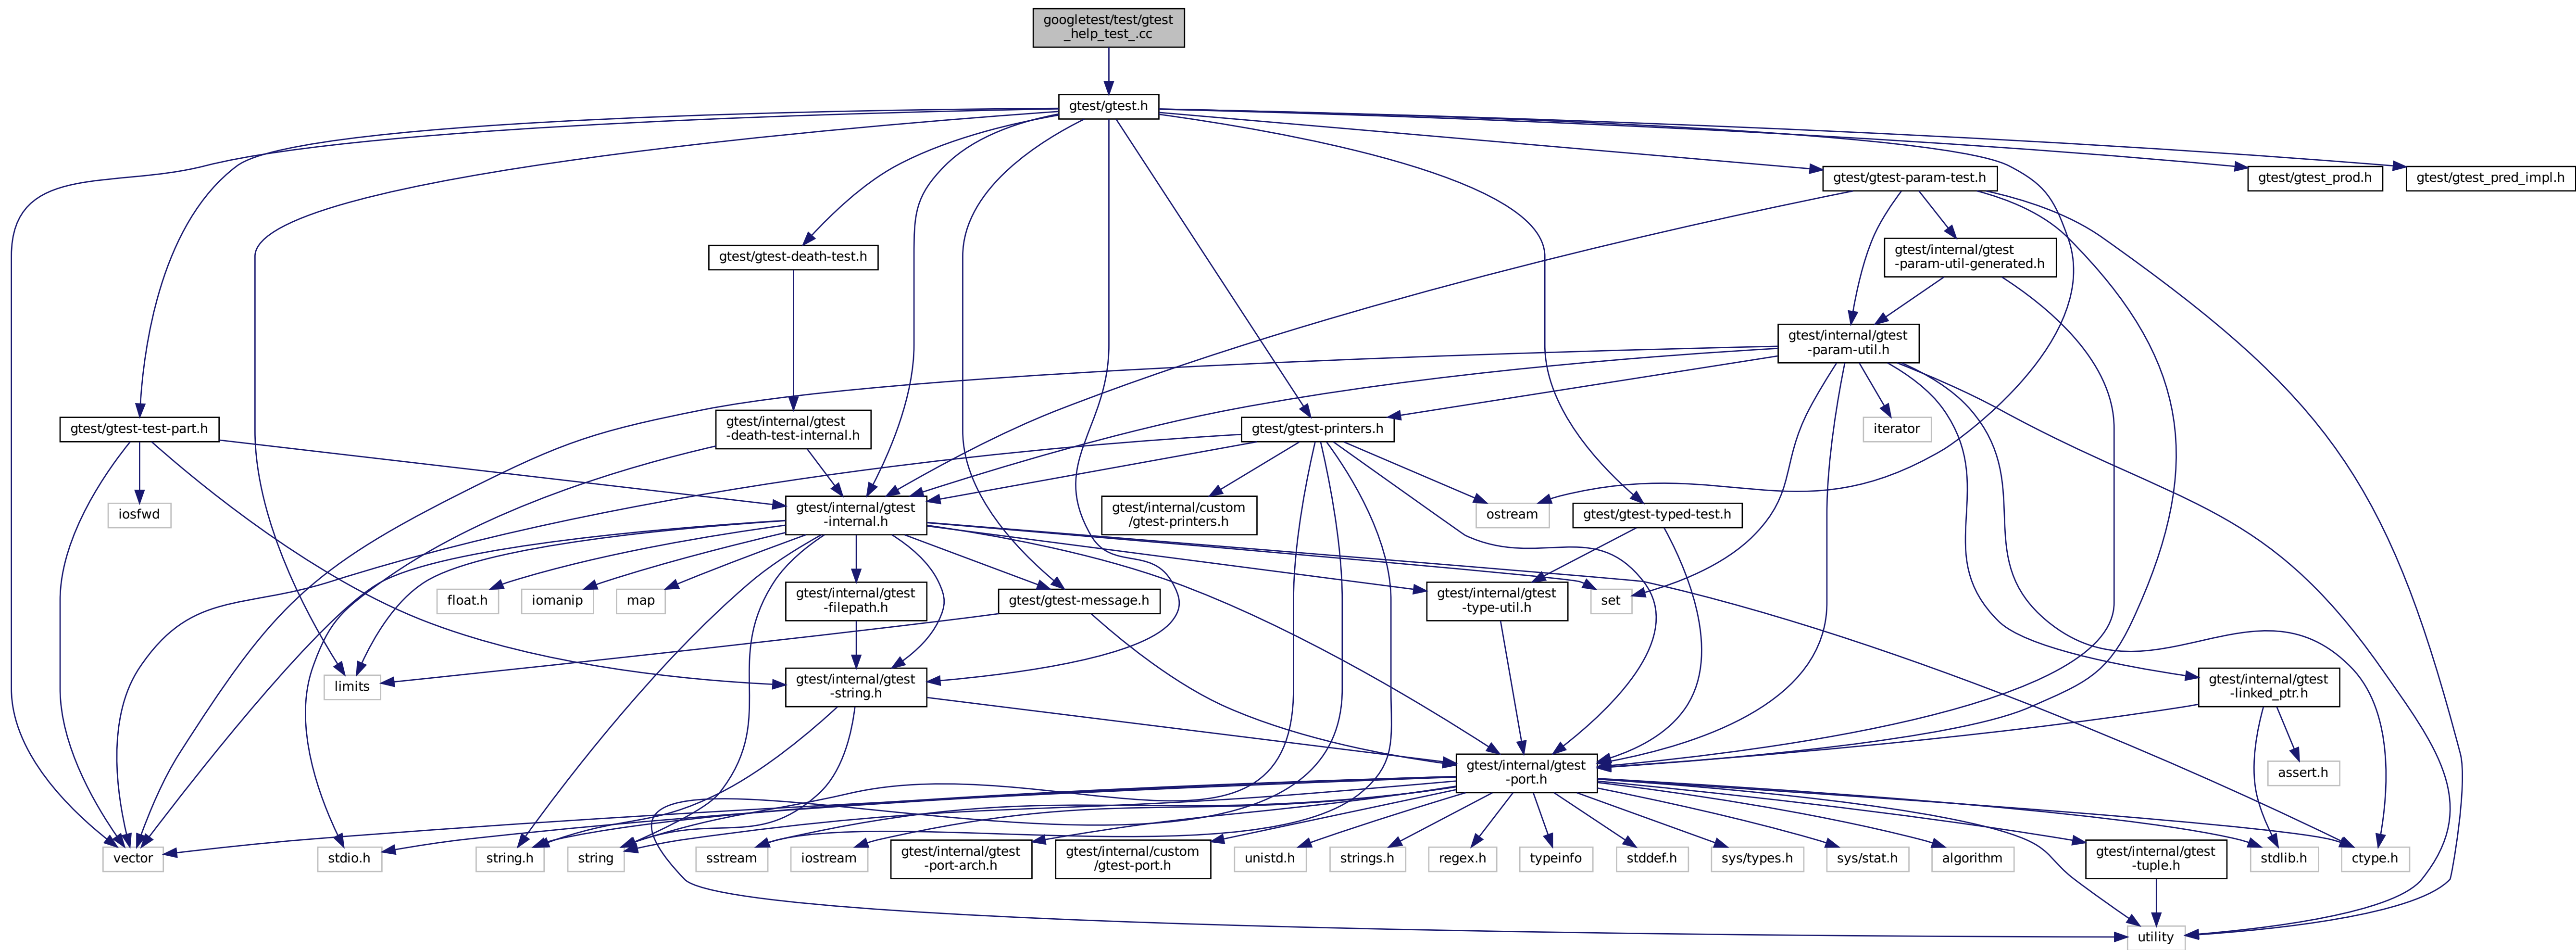 googletest/test/gtest
_help_test_.cc
gtest/gtest.h
gtest/gtest-param-test.h
gtest/gtest_prod.h
gtest/gtest_pred_impl.h
gtest/gtest-death-test.h
gtest/internal/gtest
-param-util-generated.h
gtest/internal/gtest
-param-util.h
gtest/gtest-test-part.h
gtest/internal/gtest
-death-test-internal.h
gtest/gtest-printers.h
iterator
iosfwd
gtest/internal/gtest
-internal.h
gtest/internal/custom
/gtest-printers.h
ostream
gtest/gtest-typed-test.h
float.h
iomanip
map
gtest/internal/gtest
-filepath.h
gtest/gtest-message.h
gtest/internal/gtest
-type-util.h
set
limits
gtest/internal/gtest
-string.h
gtest/internal/gtest
-linked_ptr.h
gtest/internal/gtest
-port.h
assert.h
vector
stdio.h
string.h
string
sstream
iostream
gtest/internal/gtest
-port-arch.h
gtest/internal/custom
/gtest-port.h
unistd.h
strings.h
regex.h
typeinfo
stddef.h
sys/types.h
sys/stat.h
algorithm
gtest/internal/gtest
-tuple.h
stdlib.h
ctype.h
utility